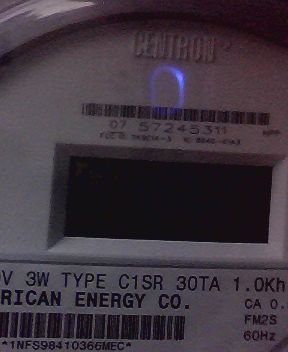 CENTRON
07 57245311
V 3W TYPE C1SR 30TA 1.0Kh
RICAN ENERGY CO.
CA 0.
FM2S
60Hz
*1NFS98410366MEC*